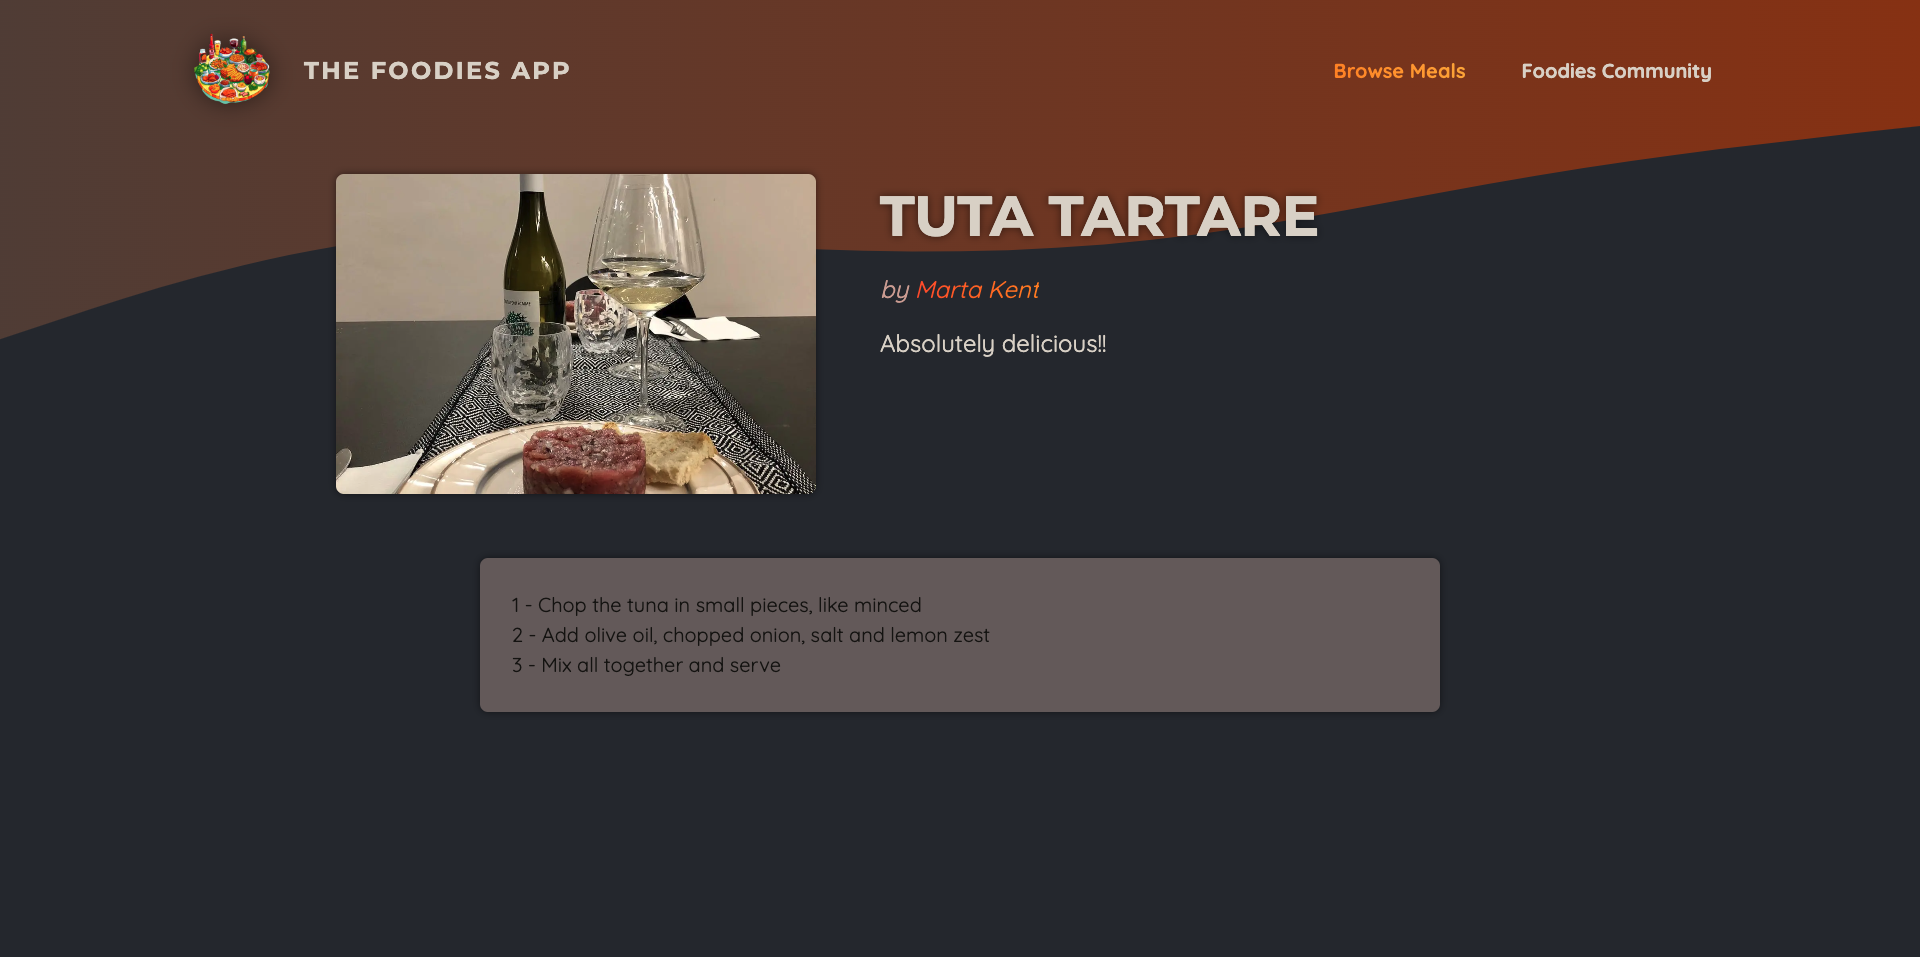 THE FOODIES APP
Browse Meals
Foodies Community
TUTA TARTARE
by Marta Kent
Absolutely delicious!!
1 - Chop the tuna in small pieces, like minced
2 - Add olive oil, chopped onion, salt and lemon zest
3 - Mix all together and serve